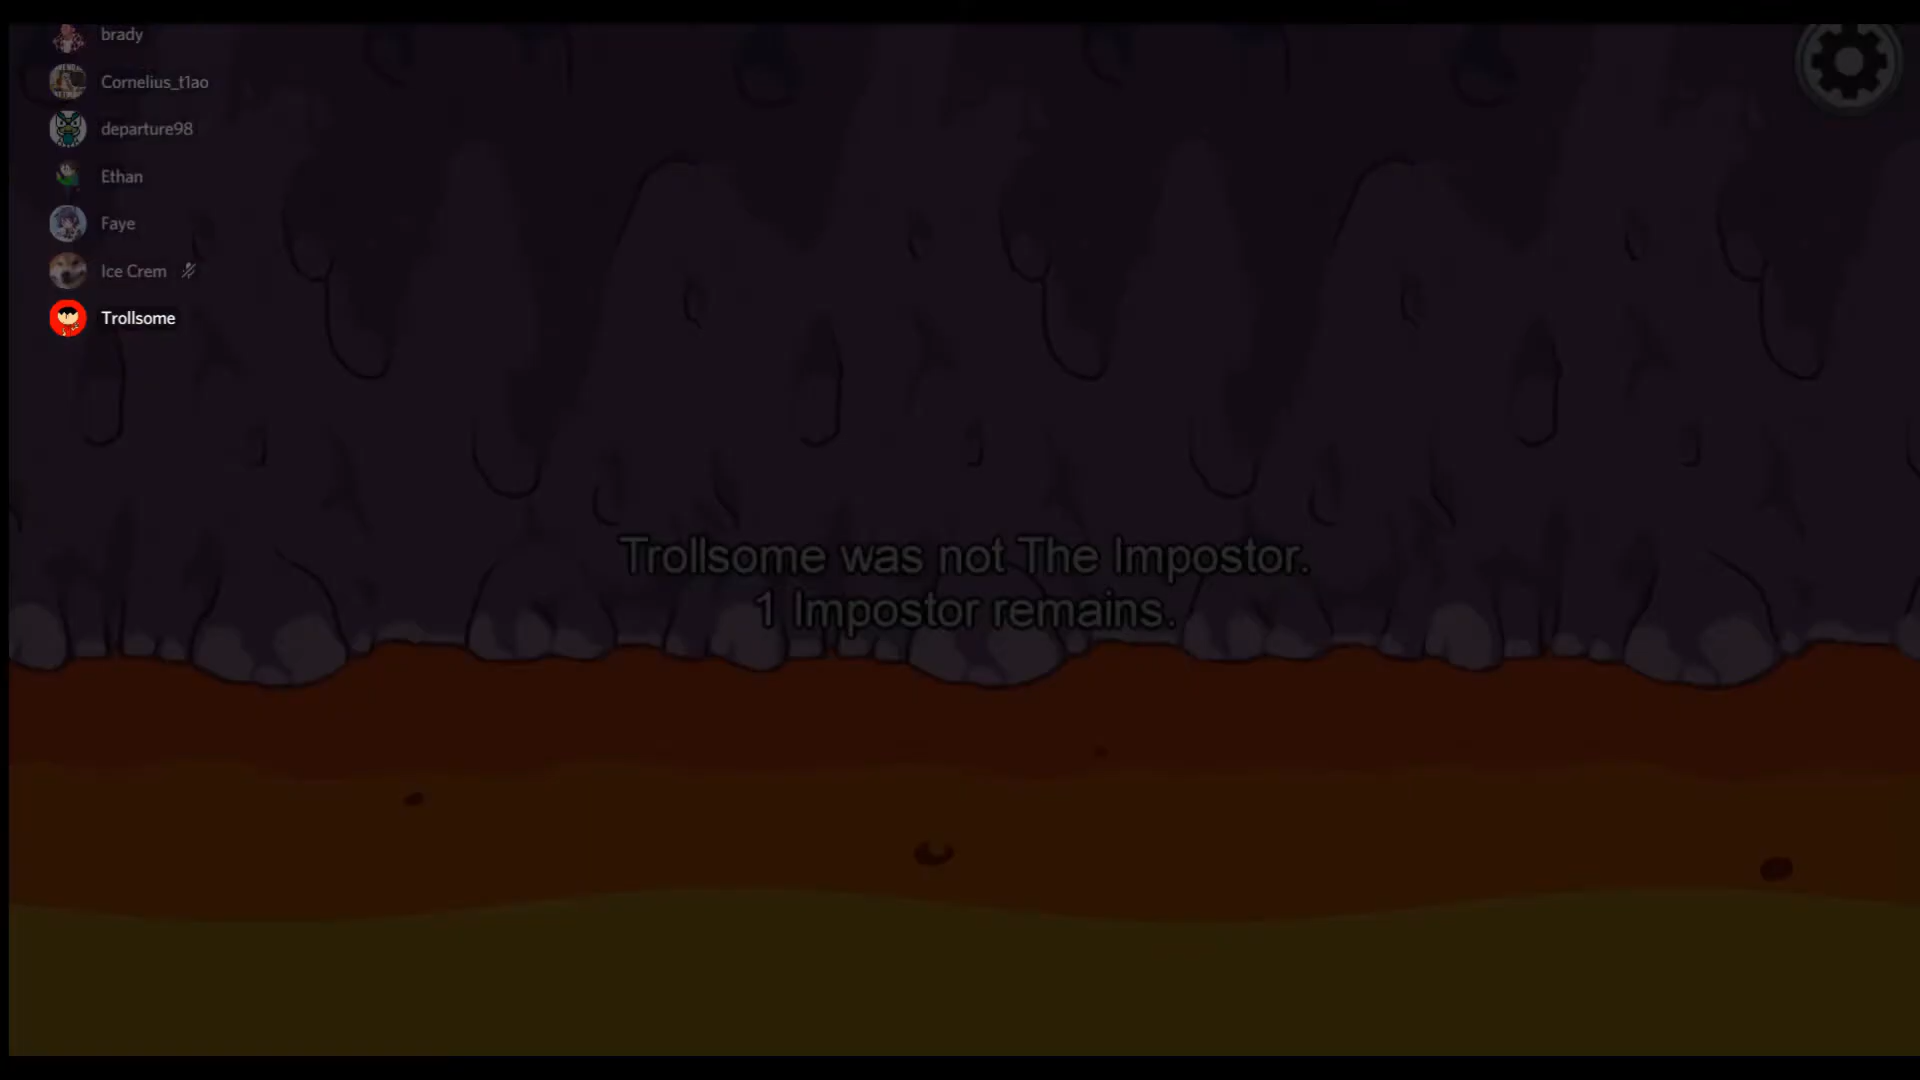 brady
Cornelius_t1ao
departure98
Ethan
Faye
Ice Crem
Trollsome
Trollsome was not The Impostor.
1 Impostor remains.